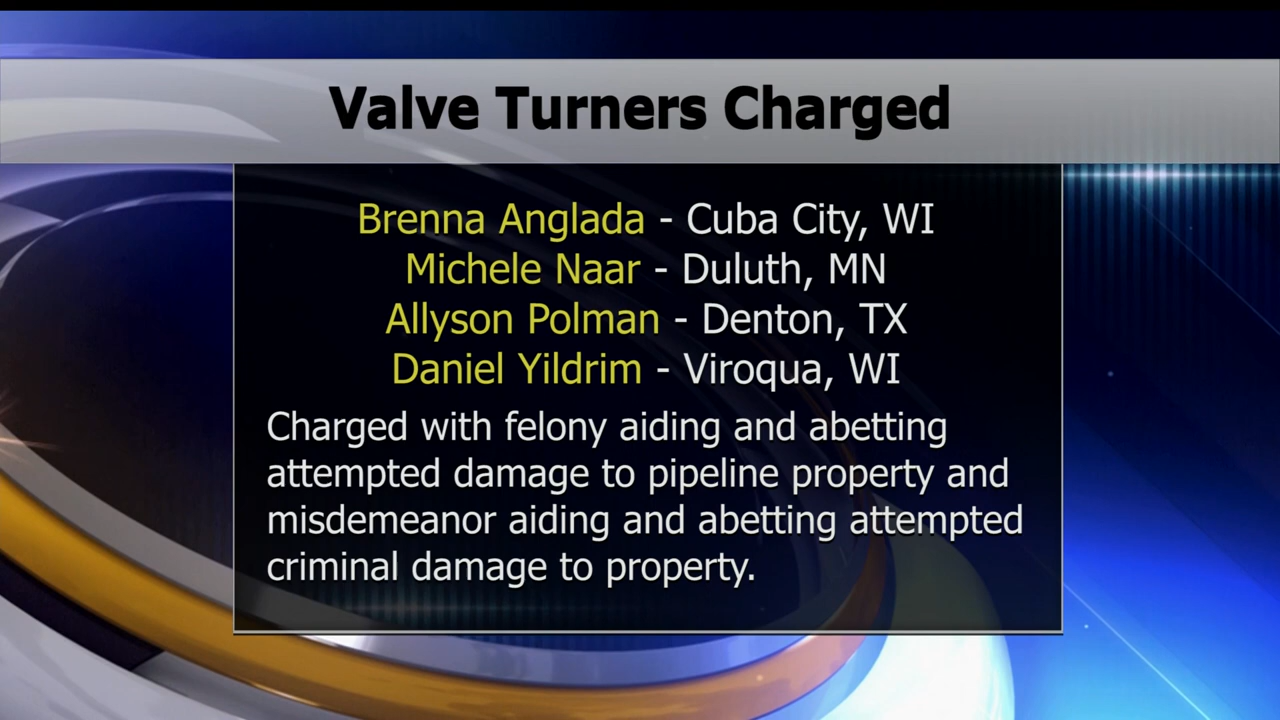 Valve Turners Charged
Brenna Anglada - Cuba City, WI
Michele Naar - Duluth, MN
Allyson Polman - Denton, TX
Daniel Yildrim - Viroqua, WI
Charged with felony aiding and abetting
attempted damage to pipeline property and
misdemeanor aiding and abetting attempted
criminal damage to property.